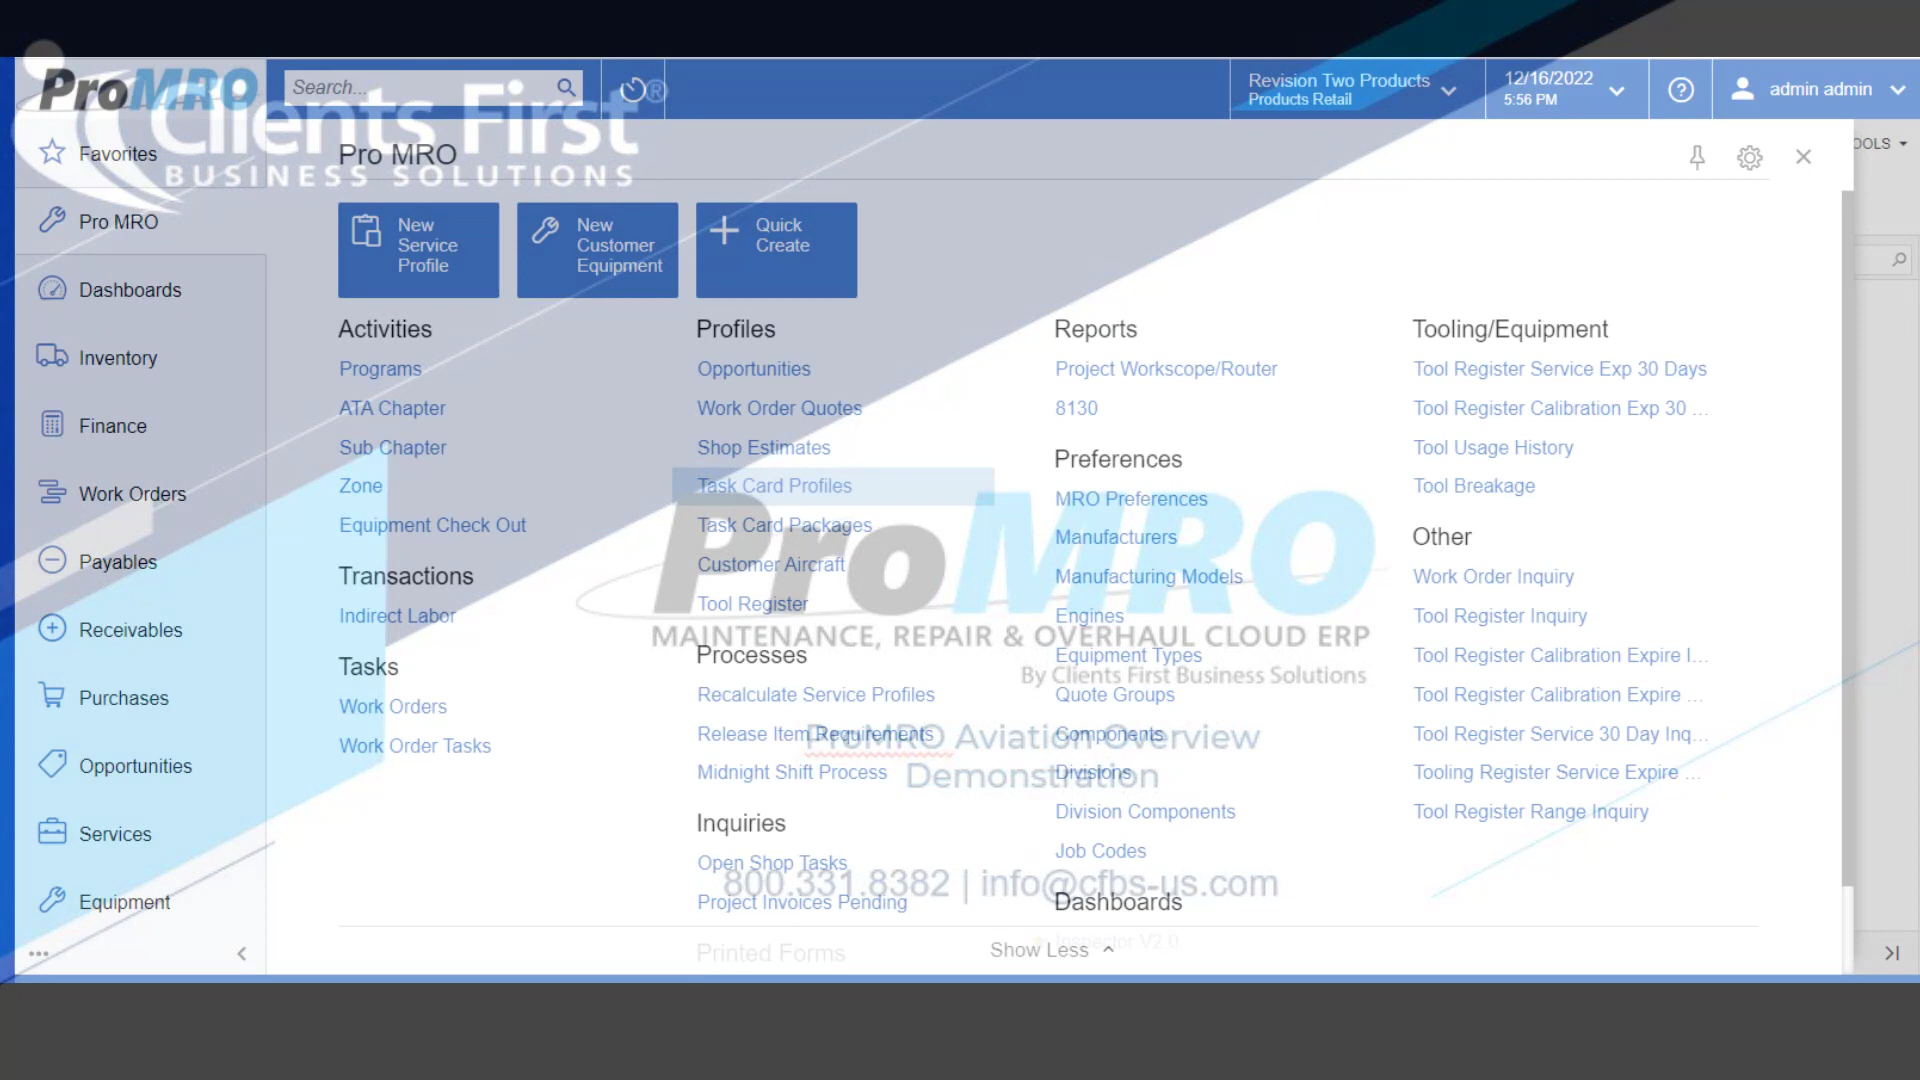 ProMRO
Search...
®
Revision Two Products
Products Retail
12/16/2022
5:56 PM
?
admin admin
Clients First
BUSINESS SOLUTIONS
Favorites
Pro MRO
Dashboards
Inventory
Finance
Work Orders
Payables
Receivables
Purchases
Opportunities
Services
Equipment
Pro MRO
OOLS
New
Service
Profile
New
Customer
Equipment
Quick
Create
Activities
Programs
ATA Chapter
Sub Chapter
Zone
Equipment Check Out
Transactions
Indirect Labor
Tasks
Work Orders
Work Order Tasks
Profiles
Opportunities
Work Order Quotes
Shop Estimates
Task Card Profiles
Task Card Packages
Customer Aircraft
Tool Register
Processes
Recalculate Service Profiles
Release Item Requirements
Midnight Shift Process
Inquiries
Open Shop Tasks
Project Invoices Pending
Printed Forms
Reports
Project Workscope/Router
8130
Preferences
MRO Preferences
Manufacturers
Manufacturing Models
Engines
Equipment Types
Quote Groups
Components
Divisions
Division Components
Job Codes
Dashboards
Inspector V2.0
Tooling/Equipment
Tool Register Service Exp 30 Days
Tool Register Calibration Exp 30 ...
Tool Usage History
Tool Breakage
Other
Work Order Inquiry
Tool Register Inquiry
Tool Register Calibration Expire I...
Tool Register Calibration Expire ...
Tool Register Service 30 Day Inq...
Tooling Register Service Expire ...
Tool Register Range Inquiry
Show Less
ProMRO
MAINTENANCE, REPAIR & OVERHAUL CLOUD ERP
By Clients First Business Solutions
ProMRO Aviation Overview
Demonstration
800.331.8382 | info@cfbs-us.com